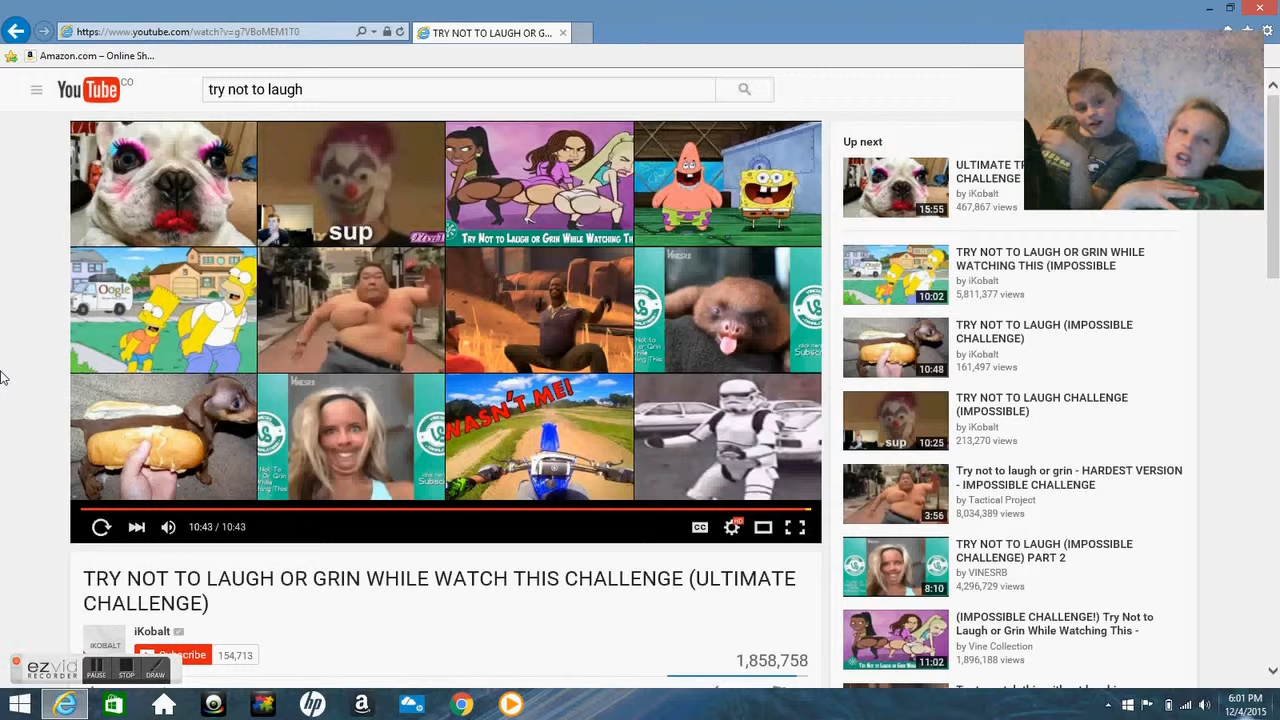 https://www.youtube.com/watch?v=g7VBoMEM1T0
TRY NOT TO LAUGH OR G...
Amazon.com – Online Sh...
YouTube CO
try not to laugh
sup
TRY NOT TO LAUGH OR GRIN WHILE WATCHING TH
Oogle
WASN'T ME!
10:43 / 10:43
CC
HD
TRY NOT TO LAUGH OR GRIN WHILE WATCH THIS CHALLENGE (ULTIMATE
CHALLENGE)
iKobalt
IKOBALT
Subscribe
154,713
1,858,758
ezvid
RECORDER
PAUSE
STOP
DRAW
Up next
ULTIMATE TR
CHALLENGE
by iKobalt
467,867 views
15:55
TRY NOT TO LAUGH OR GRIN WHILE
WATCHING THIS (IMPOSSIBLE
by iKobalt
5,811,377 views
10:02
TRY NOT TO LAUGH (IMPOSSIBLE
CHALLENGE)
by iKobalt
161,497 views
10:48
TRY NOT TO LAUGH CHALLENGE
(IMPOSSIBLE)
by iKobalt
213,270 views
sup
10:25
Try not to laugh or grin - HARDEST VERSION
- IMPOSSIBLE CHALLENGE
by Tactical Project
8,034,389 views
3:56
TRY NOT TO LAUGH (IMPOSSIBLE
CHALLENGE) PART 2
by VINESRB
4,296,729 views
8:10
(IMPOSSIBLE CHALLENGE!) Try Not to
Laugh or Grin While Watching This -
by Vine Collection
1,896,188 views
11:02
hp
6:01 PM
12/4/2015